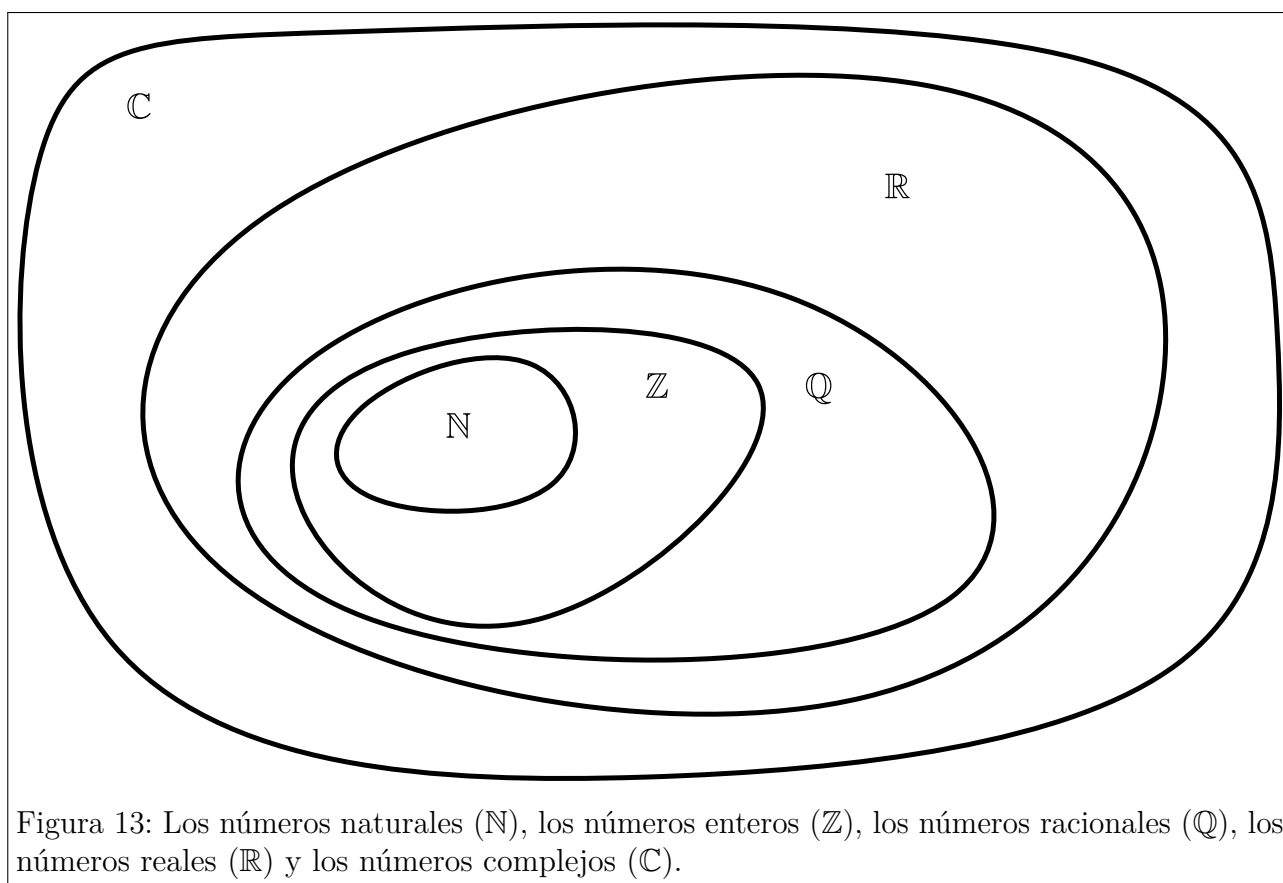 ℂ
ℝ
ℤ
ℚ
ℕ
Figura 13: Los números naturales (ℕ), los números enteros (ℤ), los números racionales (ℚ), los
números reales (ℝ) y los números complejos (ℂ).